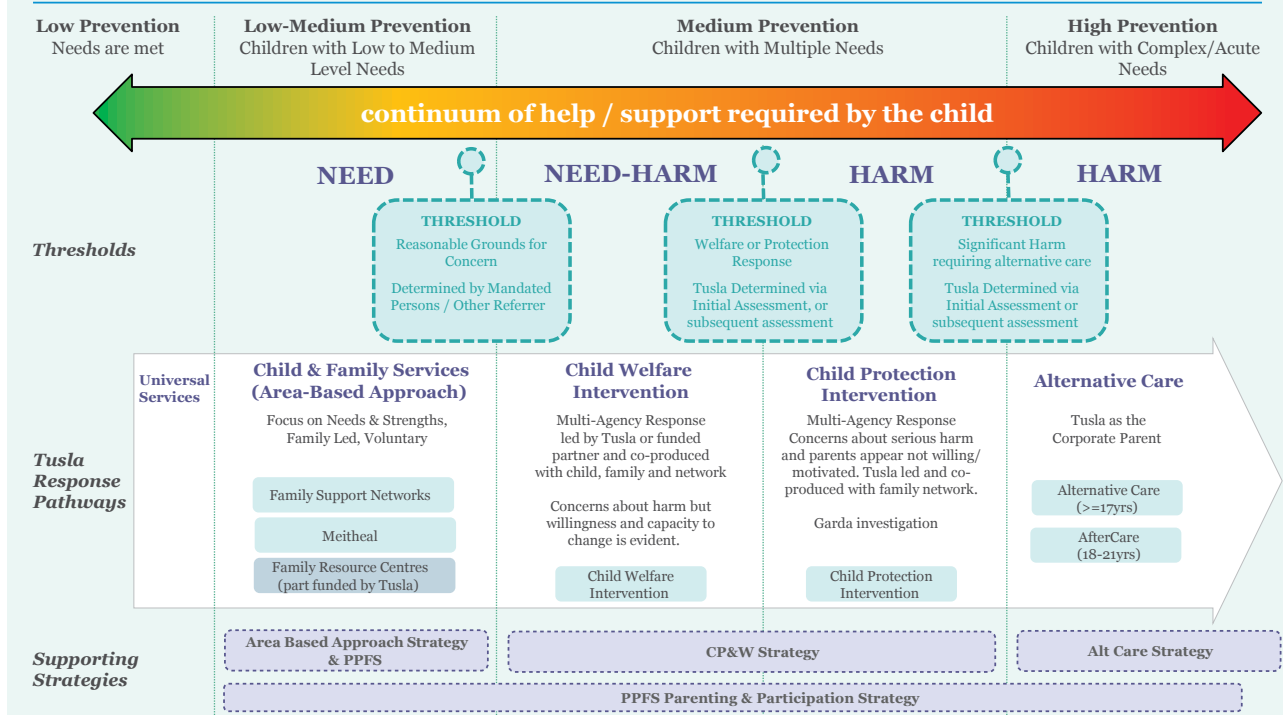 Low Prevention
Needs are met
Low-Medium Prevention
Children with Low to Medium
Level Needs
Medium Prevention
Children with Multiple Needs
High Prevention
Children with Complex/Acute
Needs
continuum of help / support required by the child
NEED
NEED-HARM
HARM
HARM
Thresholds
THRESHOLD
Reasonable Grounds for
Concern
Determined by Mandated
Persons / Other Referrer
THRESHOLD
Welfare or Protection
Response
Tusla Determined via
Initial Assessment, or
subsequent assessment
THRESHOLD
Significant Harm
requiring alternative care
Tusla Determined via
Initial Assessment or
subsequent assessment
Tusla
Response
Pathways
Universal
Services
Child & Family Services
(Area-Based Approach)
Focus on Needs & Strengths,
Family Led, Voluntary
Family Support Networks
Meitheal
Family Resource Centres
(part funded by Tusla)
Child Welfare
Intervention
Multi-Agency Response
led by Tusla or funded
partner and co-produced
with child, family and network
Concerns about harm but
willingness and capacity to
change is evident.
Child Welfare
Intervention
Child Protection
Intervention
Multi-Agency Response
Concerns about serious harm
and parents appear not willing/
motivated. Tusla led and co-
produced with family network.
Garda investigation
Child Protection
Intervention
Alternative Care
Tusla as the
Corporate Parent
Alternative Care
(>=17yrs)
AfterCare
(18-21yrs)
Supporting
Strategies
Area Based Approach Strategy
& PPFS
CP&W Strategy
Alt Care Strategy
PPFS Parenting & Participation Strategy